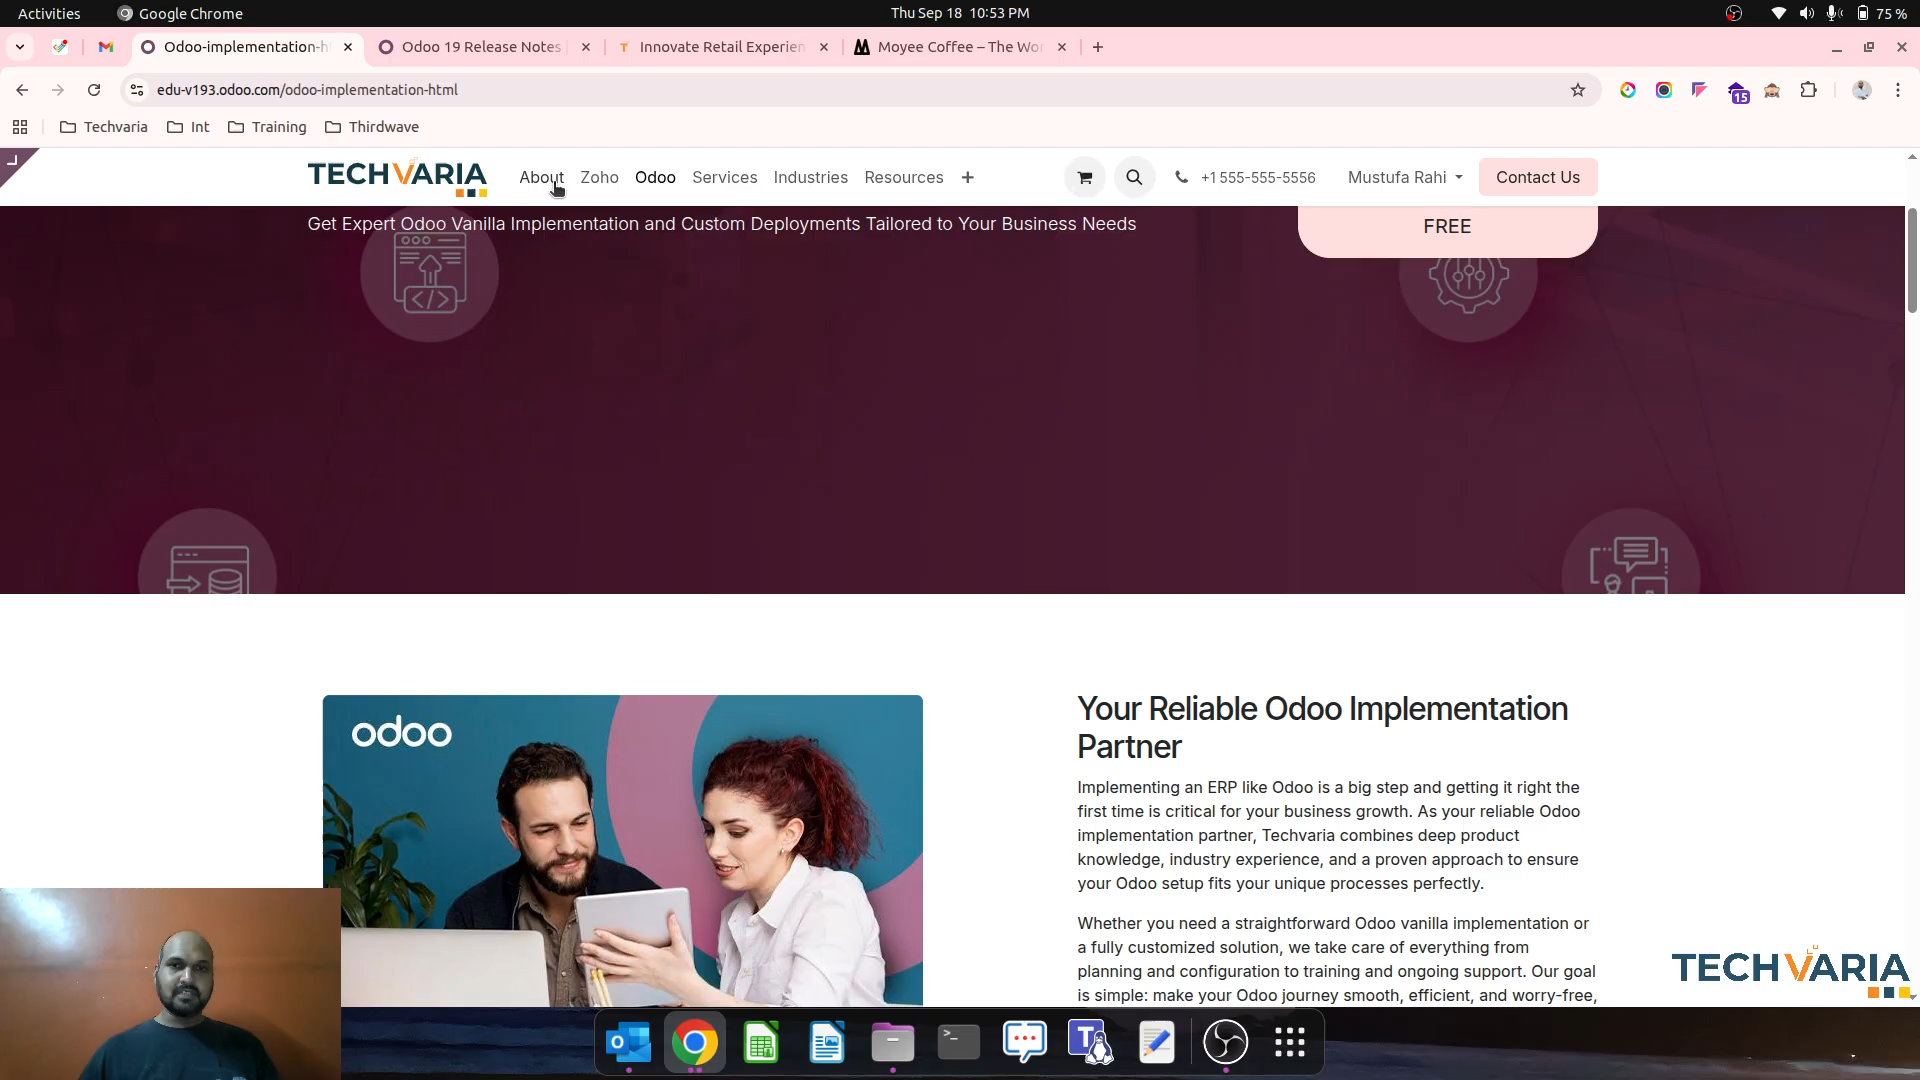 Activities
Google Chrome
Thu Sep 18 10:53 PM
75 %
Odoo-implementation-h
Odoo 19 Release Notes
Innovate Retail Experien
Moyee Coffee – The Wo
edu-v193.odoo.com/odoo-implementation-html
15
Techvaria
Int
Training
Thirdwave
TECHVARIA
About
Zoho
Odoo
Services
Industries
Resources
+1 555-555-5556
Mustufa Rahi
Contact Us
Get Expert Odoo Vanilla Implementation and Custom Deployments Tailored to Your Business Needs
FREE
odoo
Your Reliable Odoo Implementation
Partner
Implementing an ERP like Odoo is a big step and getting it right the
first time is critical for your business growth. As your reliable Odoo
implementation partner, Techvaria combines deep product
knowledge, industry experience, and a proven approach to ensure
your Odoo setup fits your unique processes perfectly.
Whether you need a straightforward Odoo vanilla implementation or
a fully customized solution, we take care of everything from
planning and configuration to training and ongoing support. Our goal
is simple: make your Odoo journey smooth, efficient, and worry-free,
TECHVARIA